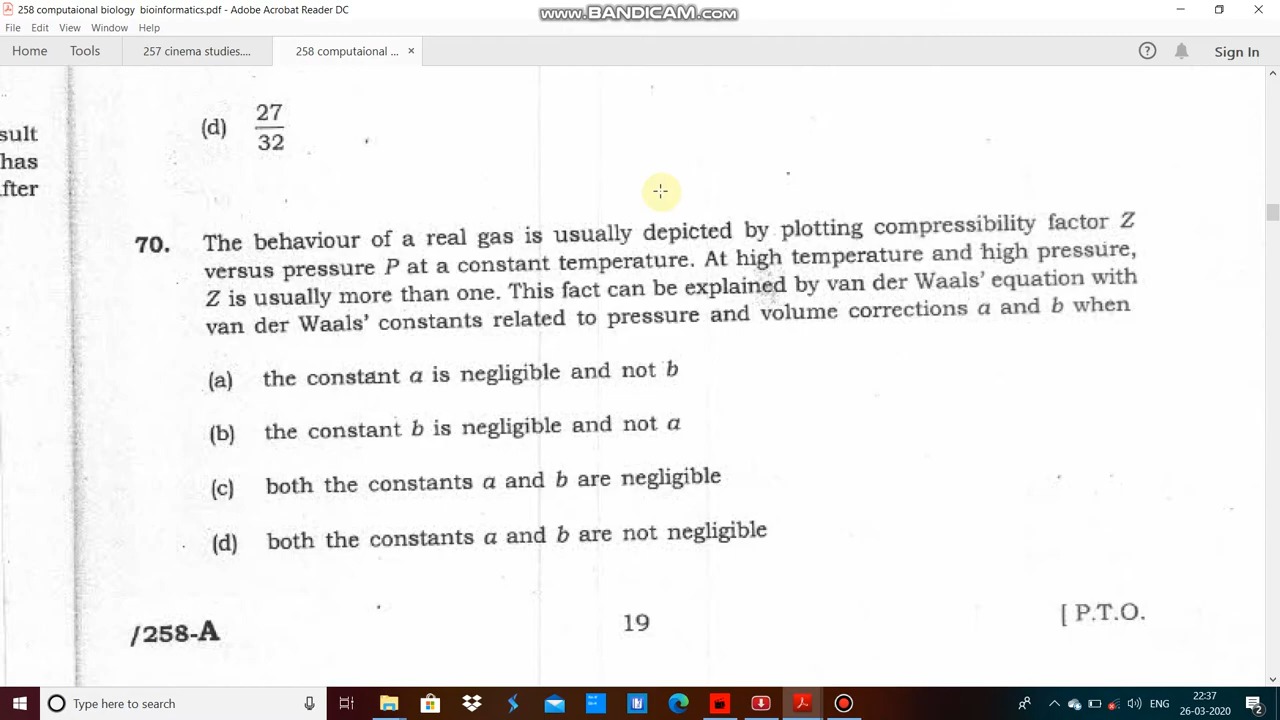 258 computaional biology  bioinformatics.pdf - Adobe Acrobat Reader DC
www.BANDICAM.com
File Edit View Window Help
Home Tools 257 cinema studies.... 258 computaional ... × Sign In
(d) 27/32
sult
has
fter
70. The behaviour of a real gas is usually depicted by plotting compressibility factor Z
versus pressure P at a constant temperature. At high temperature and high pressure,
Z is usually more than one. This fact can be explained by van der Waals' equation with
van der Waals' constants related to pressure and volume corrections a and b when
(a) the constant a is negligible and not b
(b) the constant b is negligible and not a
(c) both the constants a and b are negligible
(d) both the constants a and b are not negligible
/258-A 19 [ P.T.O.
Type here to search
ENG
22:37
26-03-2020
2